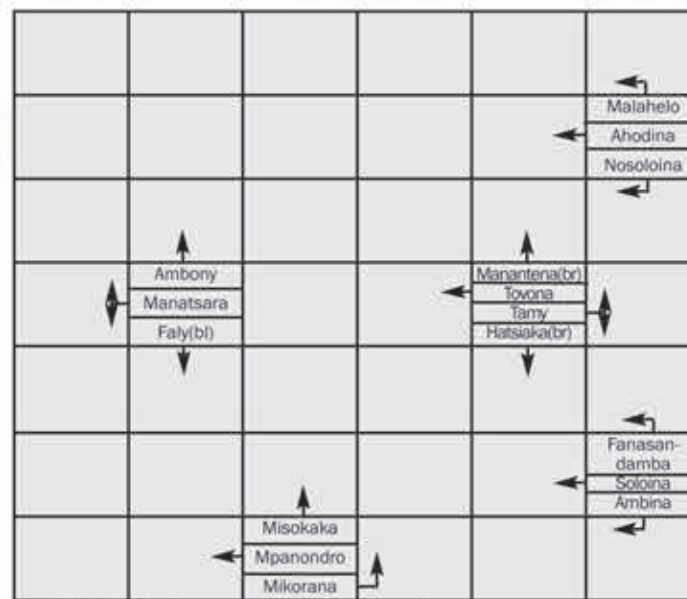 Malahelo
Ahodina
Nosoloina
Ambony
Manatsara
Faly(bl)
Manantena(br)
Tovona
Tamy
Hatsiaka(br)
Fanasan-
damba
Soloina
Ambina
Misokaka
Mpanondro
Mikorana